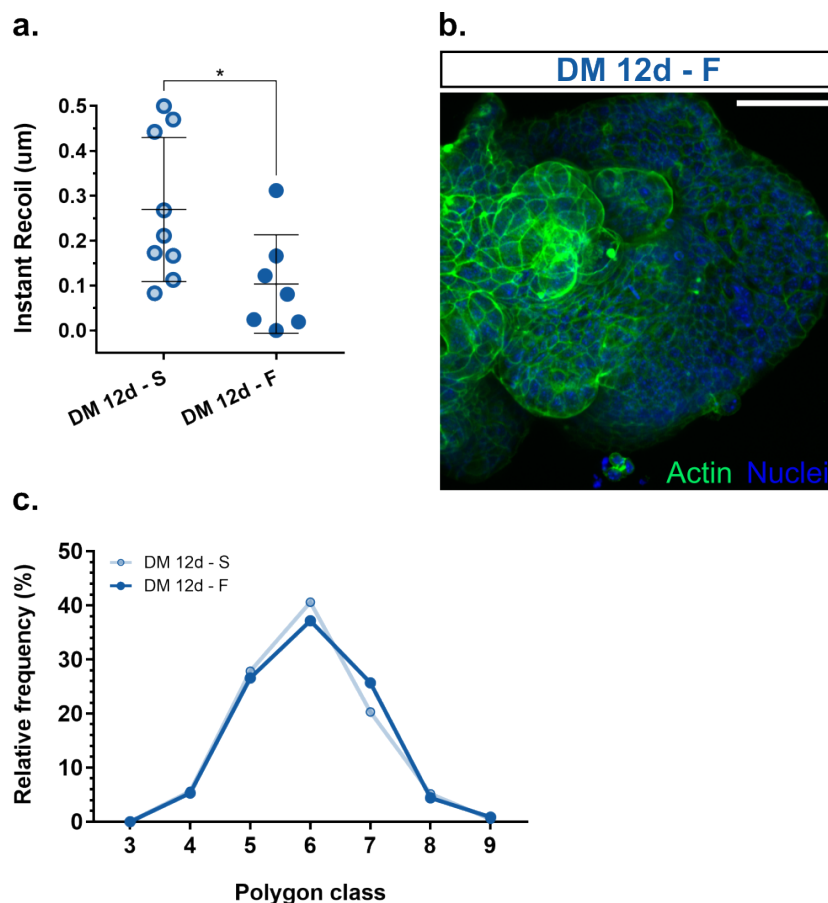 a.
*
Instant Recoil (um)
0.5
0.4
0.3
0.2
0.1
0.0
DM 12d - S
DM 12d - F
b.
DM 12d - F
Actin Nuclei
c.
Relative frequency (%)
50
40
30
20
10
0
DM 12d - S
DM 12d - F
3 4 5 6 7 8 9
Polygon class